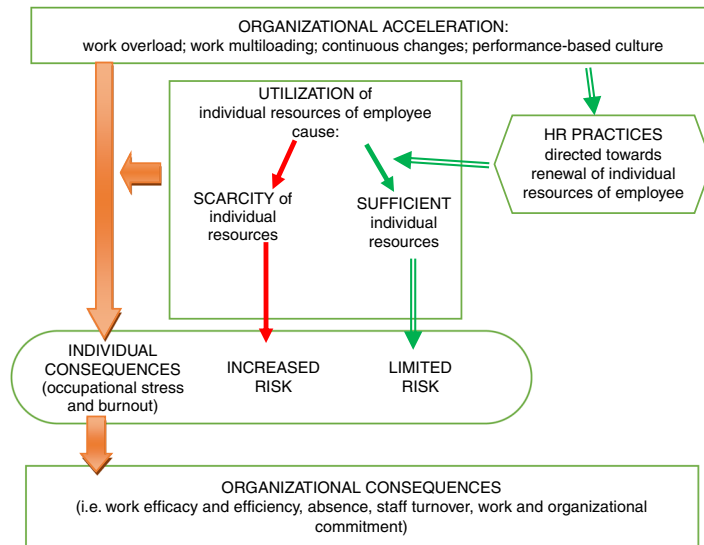 ORGANIZATIONAL ACCELERATION:
work overload; work multiloading; continuous changes; performance-based culture
UTILIZATION of
individual resources of employee
cause:
HR PRACTICES
directed towards
renewal of individual
resources of employee
SCARCITY of
individual
resources
SUFFICIENT
individual
resources
INDIVIDUAL
CONSEQUENCES
(occupational stress
and burnout)
INCREASED
RISK
LIMITED
RISK
ORGANIZATIONAL CONSEQUENCES
(i.e. work efficacy and efficiency, absence, staff turnover, work and organizational
commitment)